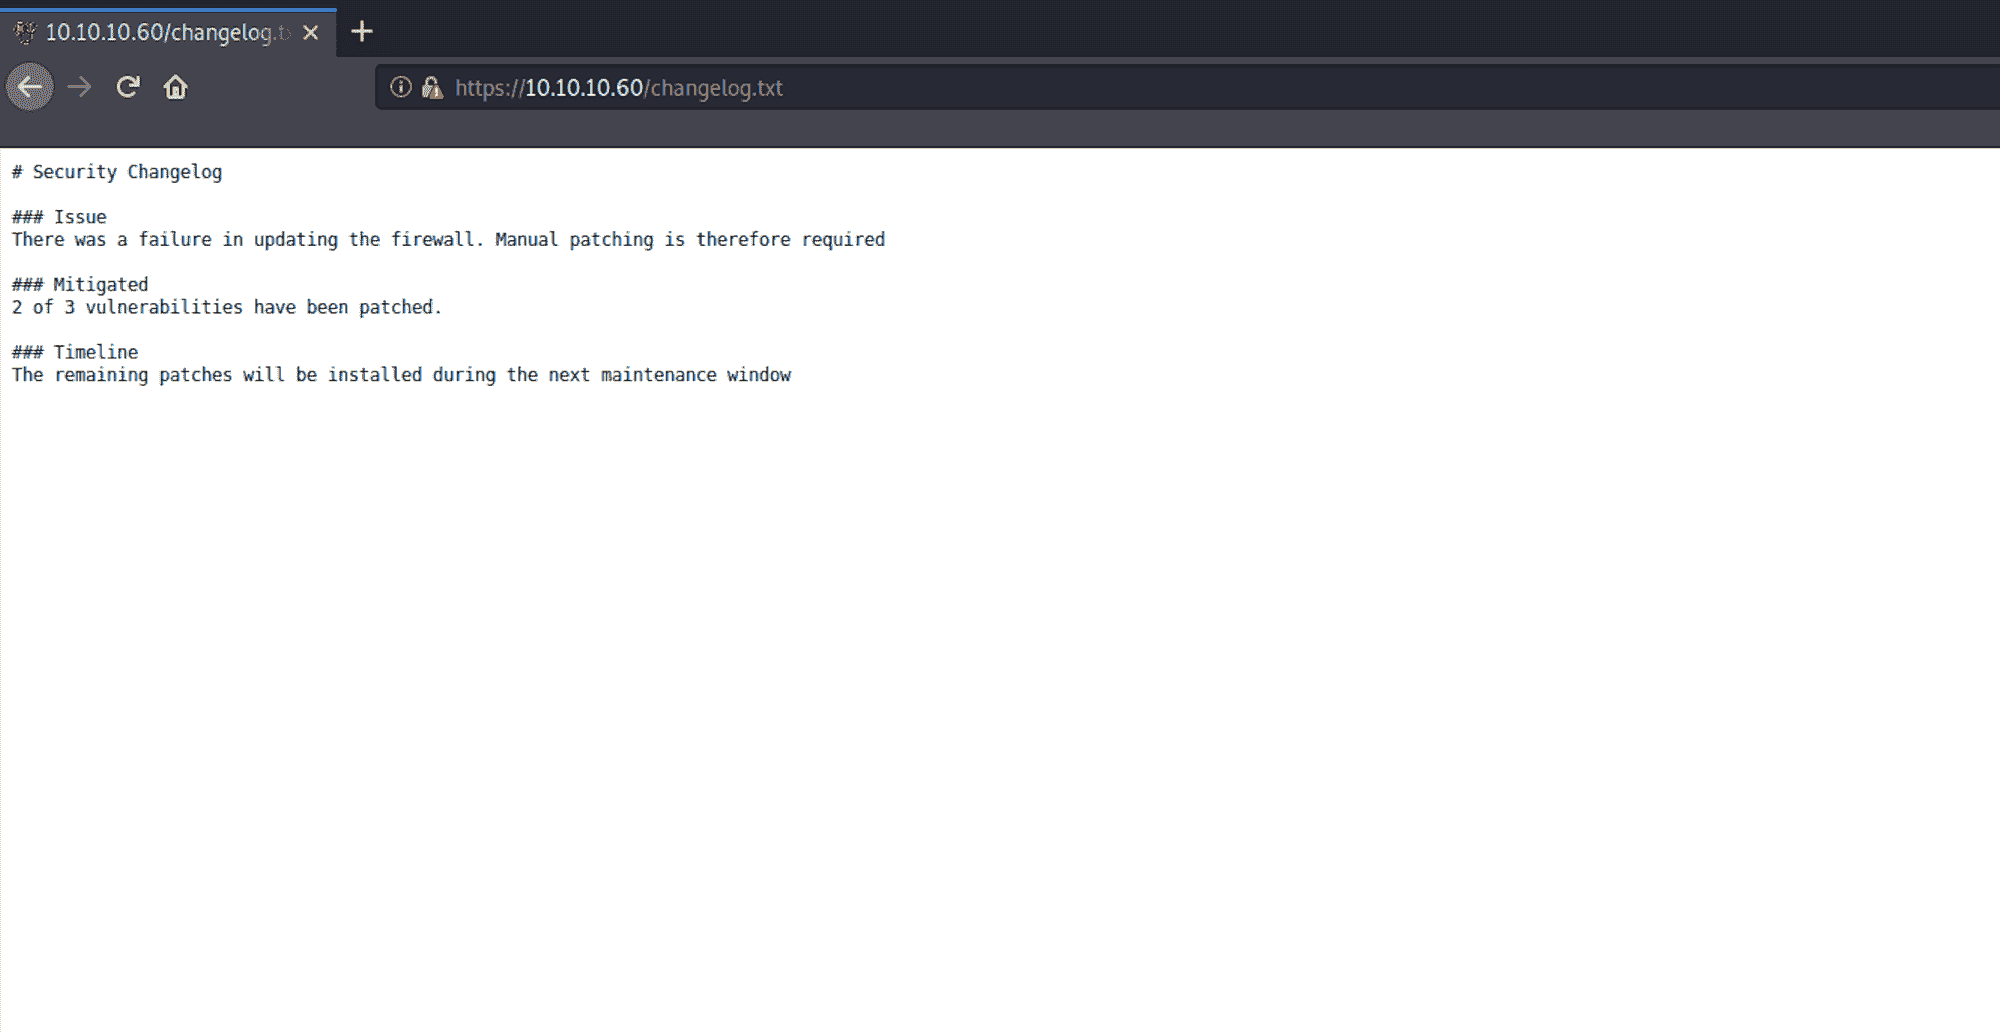 10.10.10.60/changelog.t
https://10.10.10.60/changelog.txt
# Security Changelog
### Issue
There was a failure in updating the firewall. Manual patching is therefore required
### Mitigated
2 of 3 vulnerabilities have been patched.
### Timeline
The remaining patches will be installed during the next maintenance window